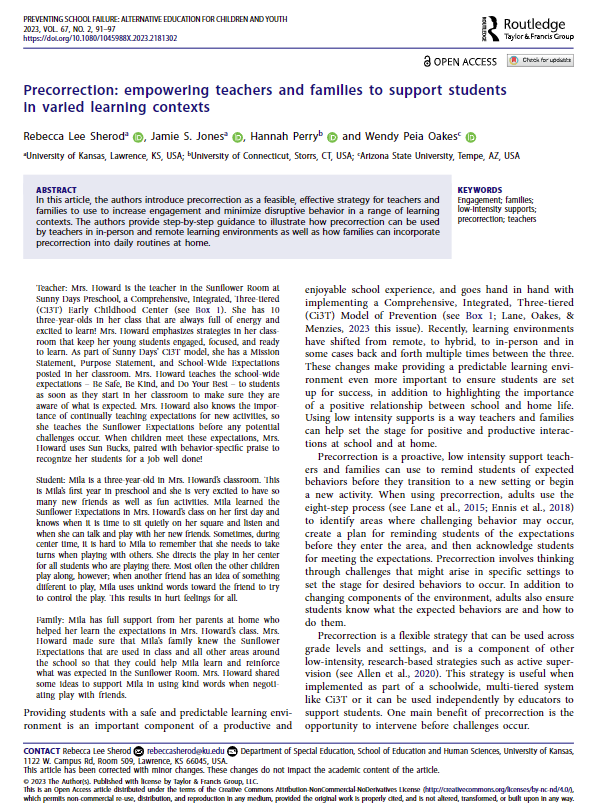 PREVENTING SCHOOL FAILURE: ALTERNATIVE EDUCATION FOR CHILDREN AND YOUTH
2023, VOL. 67, NO. 2, 91–97
https://doi.org/10.1080/1045988X.2023.2181302
Routledge
Taylor & Francis Group
OPEN ACCESS
Check for updates
Precorrection: empowering teachers and families to support students
in varied learning contexts
Rebecca Lee Sherodᵃ, Jamie S. Jonesᵃ, Hannah Perryᵇ and Wendy Peia Oakesᶜ
ᵃUniversity of Kansas, Lawrence, KS, USA; ᵇUniversity of Connecticut, Storrs, CT, USA; ᶜArizona State University, Tempe, AZ, USA
ABSTRACT
In this article, the authors introduce precorrection as a feasible, effective strategy for teachers and
families to use to increase engagement and minimize disruptive behavior in a range of learning
contexts. The authors provide step-by-step guidance to illustrate how precorrection can be used
by teachers in in-person and remote learning environments as well as how families can incorporate
precorrection into daily routines at home.
KEYWORDS
Engagement; families;
low-intensity supports;
precorrection; teachers
Teacher: Mrs. Howard is the teacher in the Sunflower Room at
Sunny Days Preschool, a Comprehensive, Integrated, Three-tiered
(Ci3T) Early Childhood Center (see Box 1). She has 10
three-year-olds in her class that are always full of energy and
excited to learn! Mrs. Howard emphasizes strategies in her class-
room that keep her young students engaged, focused, and ready
to learn. As part of Sunny Days' Ci3T model, she has a Mission
Statement, Purpose Statement, and School-Wide Expectations
posted in her classroom. Mrs. Howard teaches the school-wide
expectations – Be Safe, Be Kind, and Do Your Best – to students
as soon as they start in her classroom to make sure they are
aware of what is expected. Mrs. Howard also knows the impor-
tance of continually teaching expectations for new activities, so
she teaches the Sunflower Expectations before any potential
challenges occur. When children meet these expectations, Mrs.
Howard uses Sun Bucks, paired with behavior-specific praise to
recognize her students for a job well done!
Student: Mila is a three-year-old in Mrs. Howard's classroom. This
is Mila's first year in preschool and she is very excited to have so
many new friends as well as fun activities. Mila learned the
Sunflower Expectations in Mrs. Howard's class on her first day and
knows when it is time to sit quietly on her square and listen and
when she can talk and play with her new friends. Sometimes, during
center time, it is hard to Mila to remember that she needs to take
turns when playing with others. She directs the play in her center
for all students who are playing there. Most often the other children
play along, however; when another friend has an idea of something
different to play, Mila uses unkind words toward the friend to try
to control the play. This results in hurt feelings for all.
Family: Mila has full support from her parents at home who
helped her learn the expectations in Mrs. Howard's class. Mrs.
Howard made sure that Mila's family knew the Sunflower
Expectations that are used in class and all other areas around
the school so that they could help Mila learn and reinforce
what was expected in the Sunflower Room. Mrs. Howard shared
some ideas to support Mila in using kind words when negoti-
ating play with friends.
Providing students with a safe and predictable learning envi-
ronment is an important component of a productive and
enjoyable school experience, and goes hand in hand with
implementing a Comprehensive, Integrated, Three-tiered
(Ci3T) Model of Prevention (see Box 1; Lane, Oakes, &
Menzies, 2023 this issue). Recently, learning environments
have shifted from remote, to hybrid, to in-person and in
some cases back and forth multiple times between the three.
These changes make providing a predictable learning envi-
ronment even more important to ensure students are set
up for success, in addition to highlighting the importance
of a positive relationship between school and home life.
Using low intensity supports is a way teachers and families
can help set the stage for positive and productive interac-
tions at school and at home.
Precorrection is a proactive, low intensity support teach-
ers and families can use to remind students of expected
behaviors before they transition to a new setting or begin
a new activity. When using precorrection, adults use the
eight-step process (see Lane et al., 2015; Ennis et al., 2018)
to identify areas where challenging behavior may occur,
create a plan for reminding students of the expectations
before they enter the area, and then acknowledge students
for meeting the expectations. Precorrection involves thinking
through challenges that might arise in specific settings to
set the stage for desired behaviors to occur. In addition to
changing components of the environment, adults also ensure
students know what the expected behaviors are and how to
do them.
Precorrection is a flexible strategy that can be used across
grade levels and settings, and is a component of other
low-intensity, research-based strategies such as active super-
vision (see Allen et al., 2020). This strategy is useful when
implemented as part of a schoolwide, multi-tiered system
like Ci3T or it can be used independently by educators to
support students. One main benefit of precorrection is the
opportunity to intervene before challenges occur.
CONTACT Rebecca Lee Sherod rebeccasherod@ku.edu Department of Special Education, School of Education and Human Sciences, University of Kansas,
1122 W. Campus Rd, Room 509, Lawrence, KS 66045, USA.
This article has been corrected with minor changes. These changes do not impact the academic content of the article.
© 2023 The Author(s). Published with license by Taylor & Francis Group, LLC.
This is an Open Access article distributed under the terms of the Creative Commons Attribution-NonCommercial-NoDerivatives License (http://creativecommons.org/licenses/by-nc-nd/4.0/),
which permits non-commercial re-use, distribution, and reproduction in any medium, provided the original work is properly cited, and is not altered, transformed, or built upon in any way.